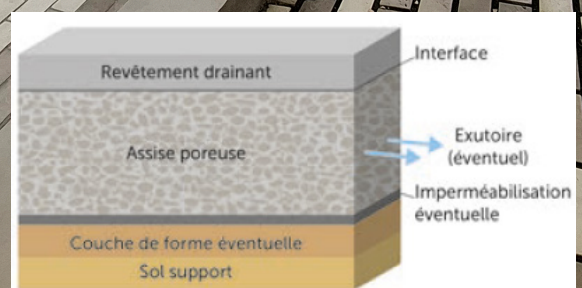 Revêtement drainant
Interface
Assise poreuse
Exutoire
(éventuel)
Imperméabilisation
éventuelle
Couche de forme éventuelle
Sol support